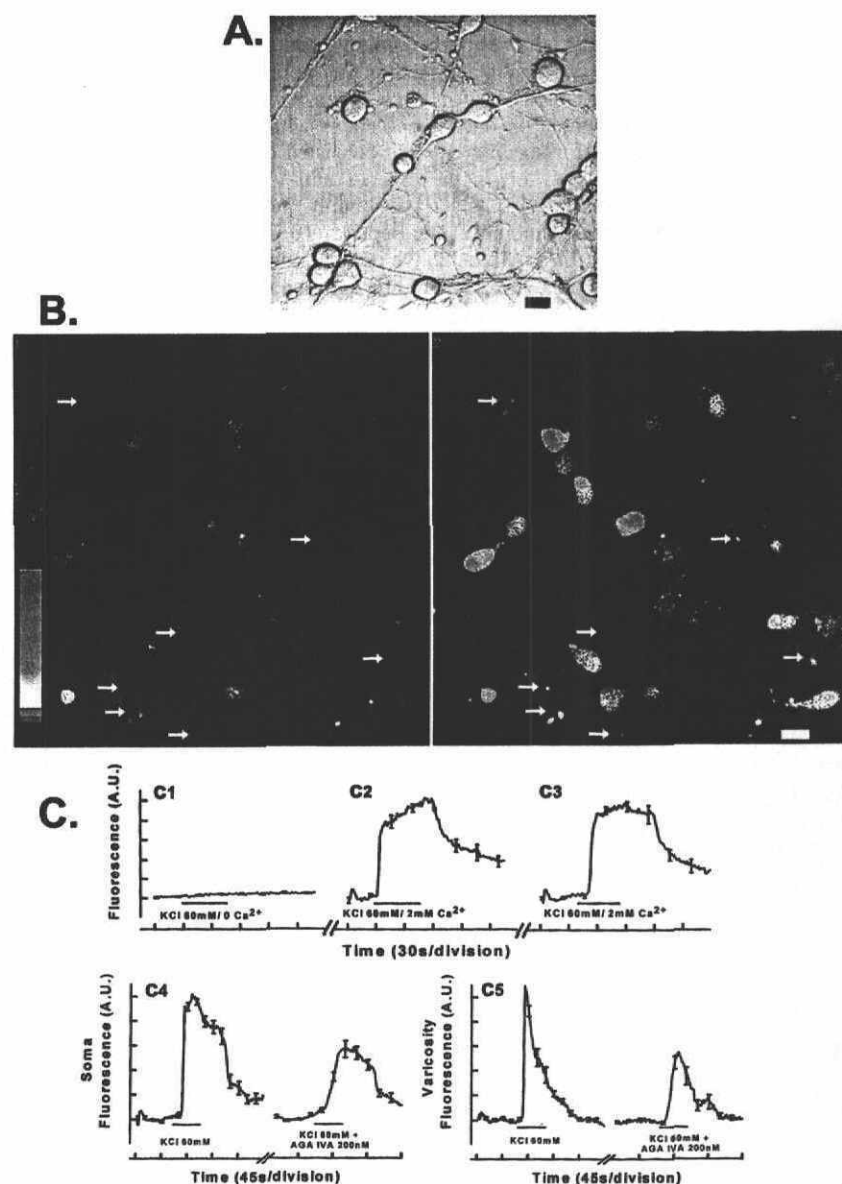 A.
B.
C.
C1
C2
C3
Fluorescence (A.U.)
KCl 60mM/ 0 Ca²⁺
KCl 60mM/ 2mM Ca²⁺
KCl 60mM/ 2mM Ca²⁺
Time (30s/division)
C4
C5
Soma
Fluorescence (A.U.)
Varicosity
Fluorescence (A.U.)
KCl 60mM
KCl 60mM +
AGA IVA 200nM
KCl 60mM
KCl 60mM +
AGA IVA 200nM
Time (45s/division)
Time (45s/division)